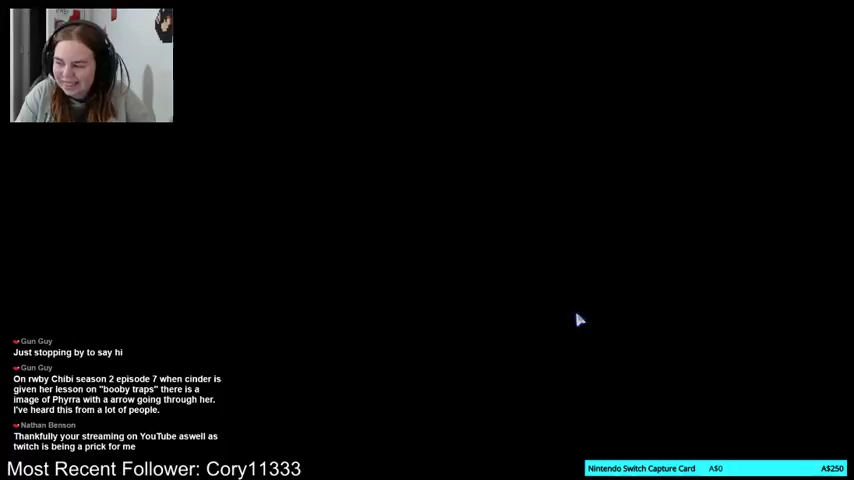 Gun Guy
Just stopping by to say hi
Gun Guy
On rwby Chibi season 2 episode 7 when cinder is
given her lesson on "booby traps" there is a
image of Phyrra with a arrow going through her.
I've heard this from a lot of people.
Nathan Benson
Thankfully your streaming on YouTube aswell as
twitch is being a prick for me
Most Recent Follower: Cory11333
Nintendo Switch Capture Card A$0 A$250